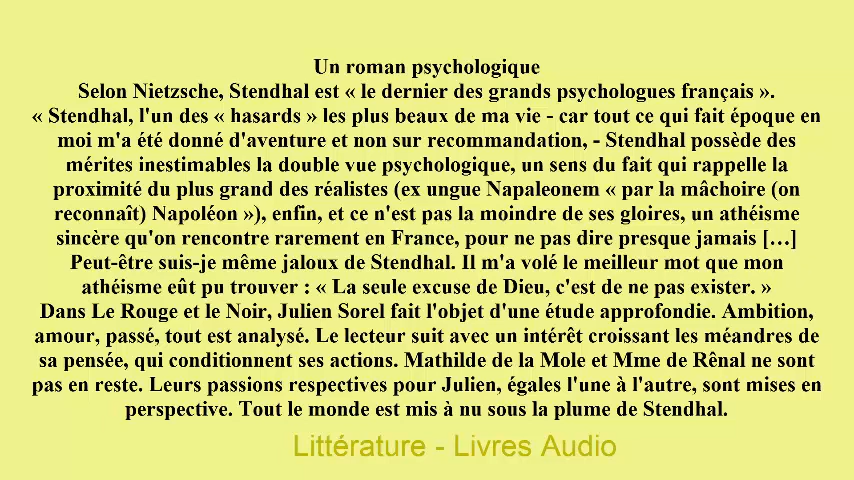 Un roman psychologique
Selon Nietzsche, Stendhal est « le dernier des grands psychologues français ».
« Stendhal, l'un des « hasards » les plus beaux de ma vie - car tout ce qui fait époque en
moi m'a été donné d'aventure et non sur recommandation, - Stendhal possède des
mérites inestimables la double vue psychologique, un sens du fait qui rappelle la
proximité du plus grand des réalistes (ex ungue Napaleonem « par la mâchoire (on
reconnaît) Napoléon »), enfin, et ce n'est pas la moindre de ses gloires, un athéisme
sincère qu'on rencontre rarement en France, pour ne pas dire presque jamais […]
Peut-être suis-je même jaloux de Stendhal. Il m'a volé le meilleur mot que mon
athéisme eût pu trouver : « La seule excuse de Dieu, c'est de ne pas exister. »
Dans Le Rouge et le Noir, Julien Sorel fait l'objet d'une étude approfondie. Ambition,
amour, passé, tout est analysé. Le lecteur suit avec un intérêt croissant les méandres de
sa pensée, qui conditionnent ses actions. Mathilde de la Mole et Mme de Rênal ne sont
pas en reste. Leurs passions respectives pour Julien, égales l'une à l'autre, sont mises en
perspective. Tout le monde est mis à nu sous la plume de Stendhal.
Littérature - Livres Audio